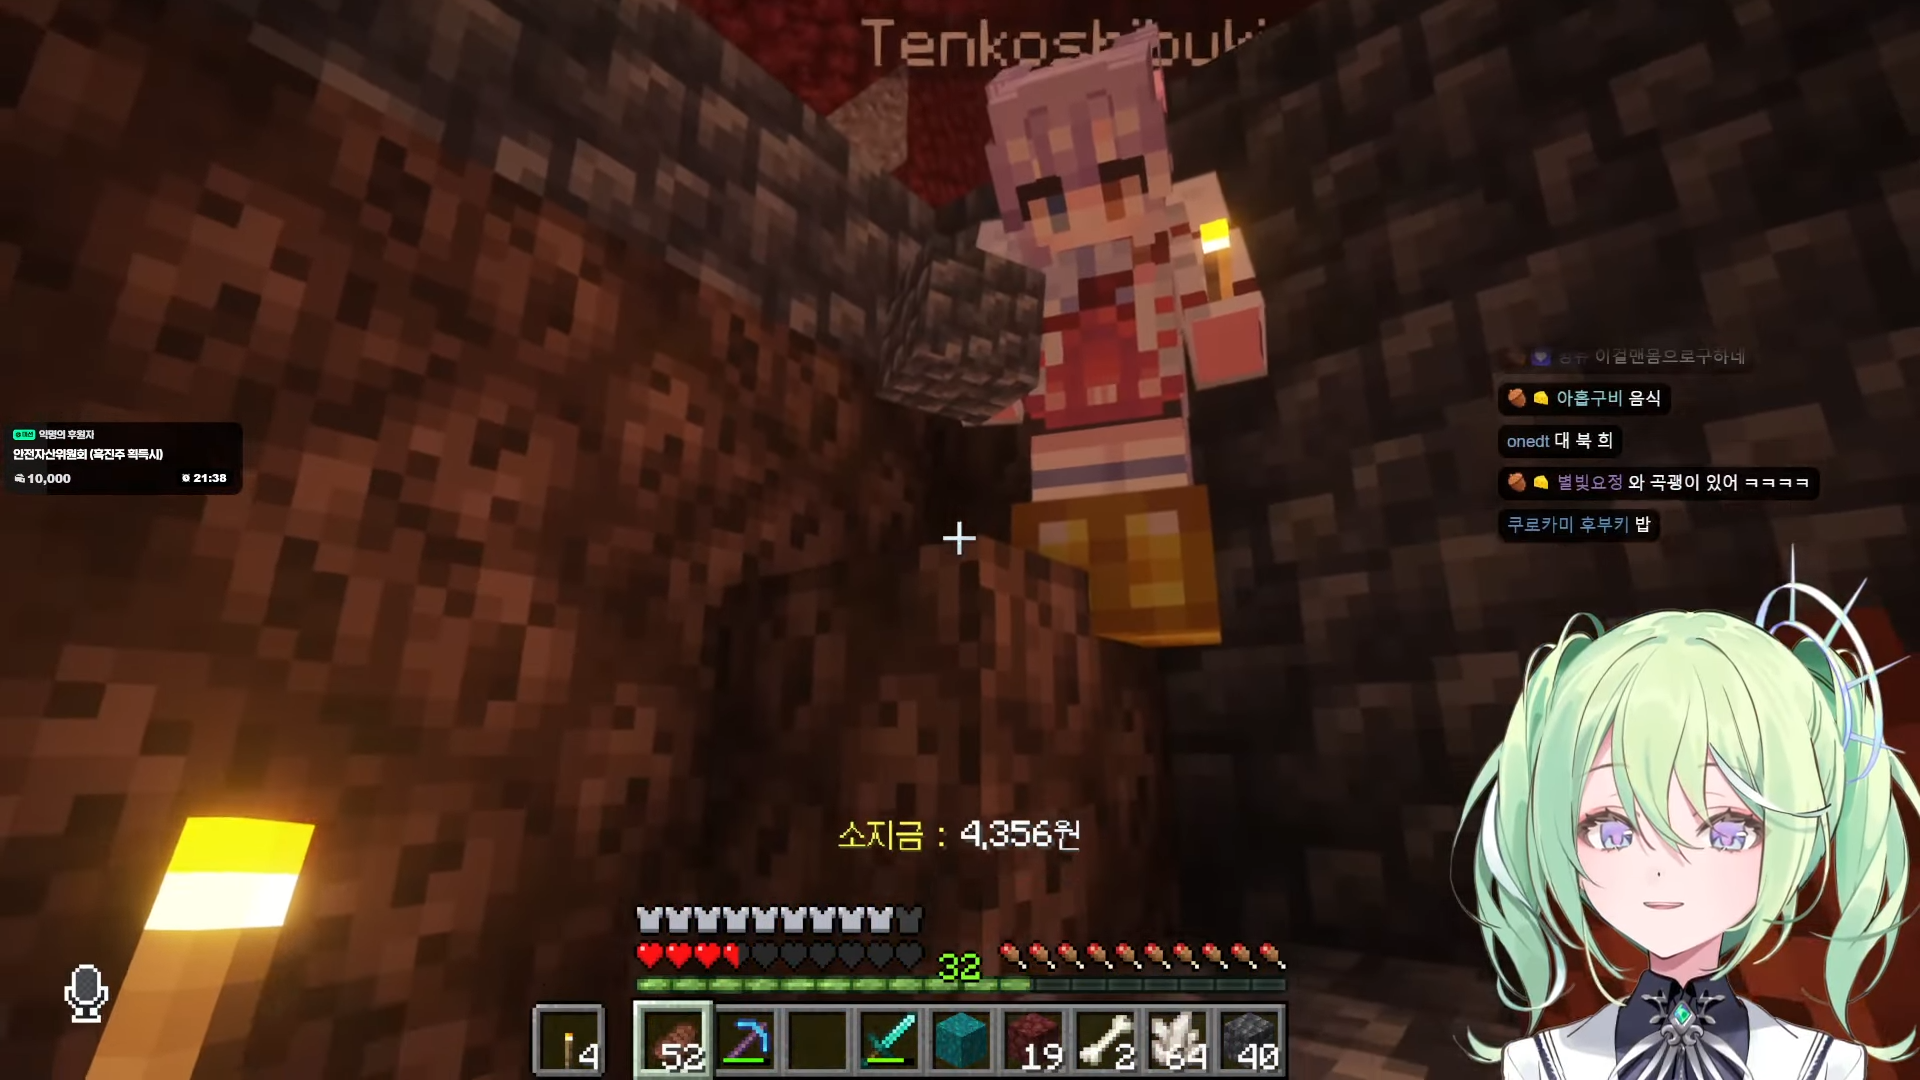 Tenkoshibuki
이걸맨몸으로구하네
아홉구비 음식
onedt 대 북 희
별빛요정 와 곡괭이 있어 ㅋㅋㅋㅋ
쿠로카미 후부키 밥
익명의 후원자
안전자산위원회 (흑진주 획득시)
10,000 21:38
소지금 : 4,356원
32
4 52 19 2 64 40